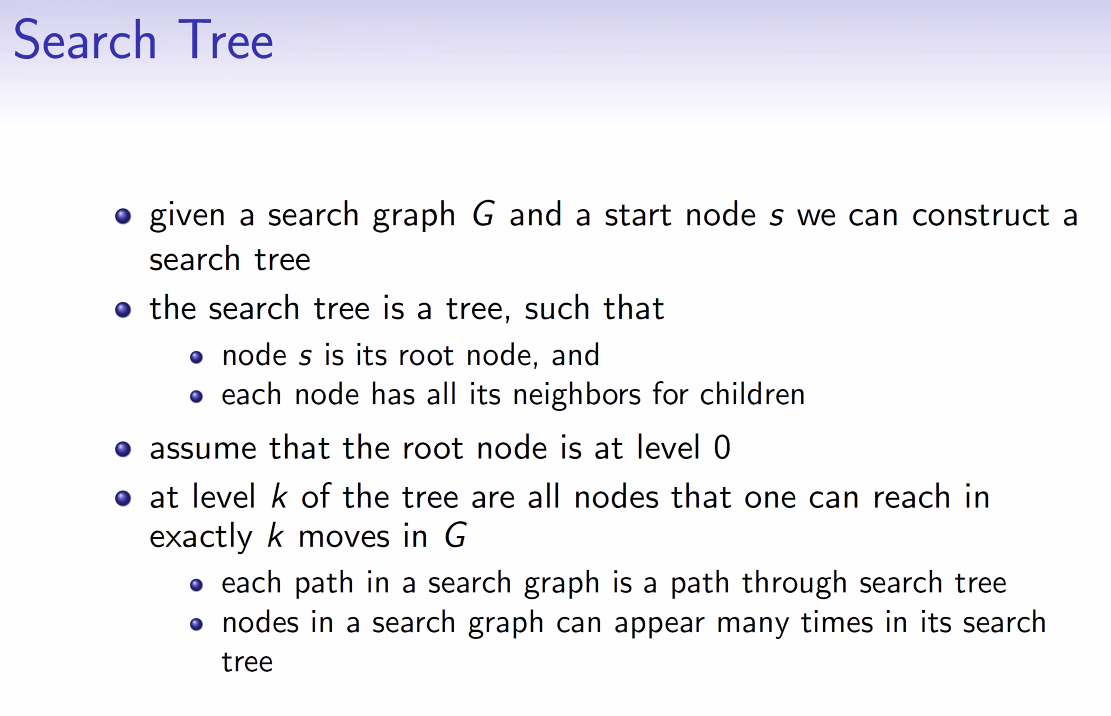 Search Tree
given a search graph G and a start node s we can construct a
search tree
the search tree is a tree, such that
node s is its root node, and
each node has all its neighbors for children
assume that the root node is at level 0
at level k of the tree are all nodes that one can reach in
exactly k moves in G
each path in a search graph is a path through search tree
nodes in a search graph can appear many times in its search
tree